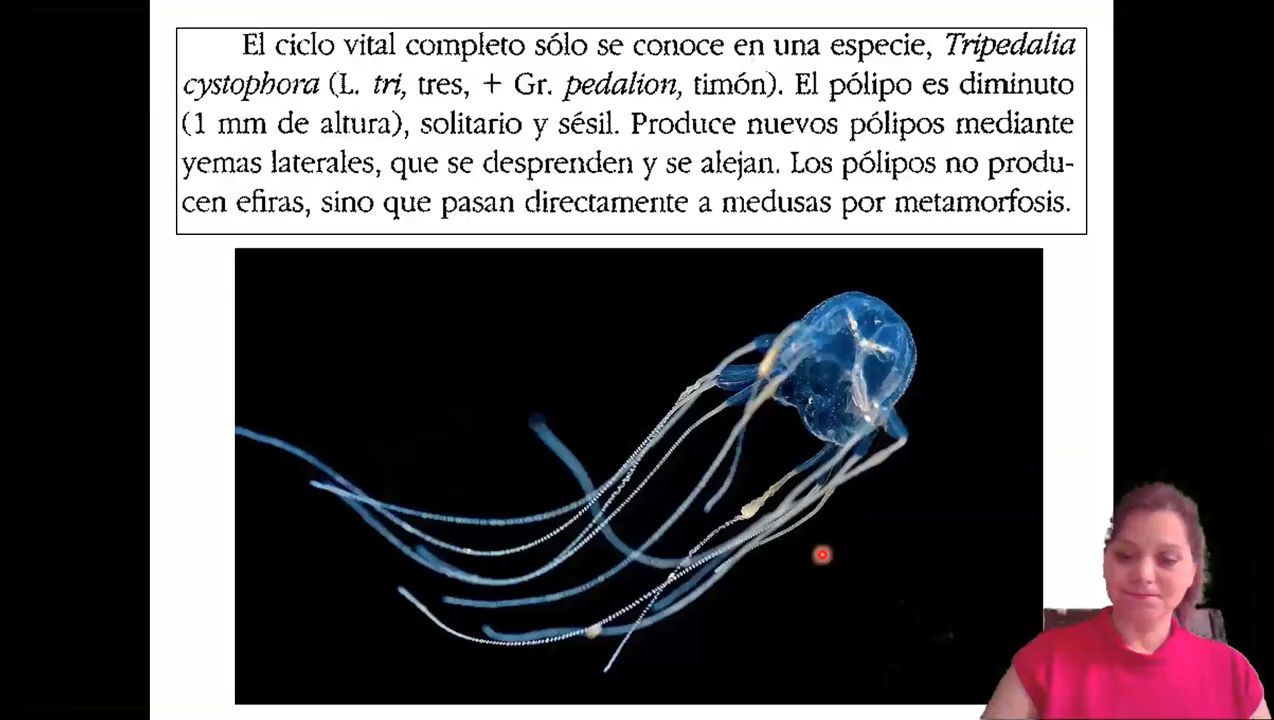 El ciclo vital completo sólo se conoce en una especie, Tripedalia
cystophora (L. tri, tres, + Gr. pedalion, timón). El pólipo es diminuto
(1 mm de altura), solitario y sésil. Produce nuevos pólipos mediante
yemas laterales, que se desprenden y se alejan. Los pólipos no produ-
cen efiras, sino que pasan directamente a medusas por metamorfosis.